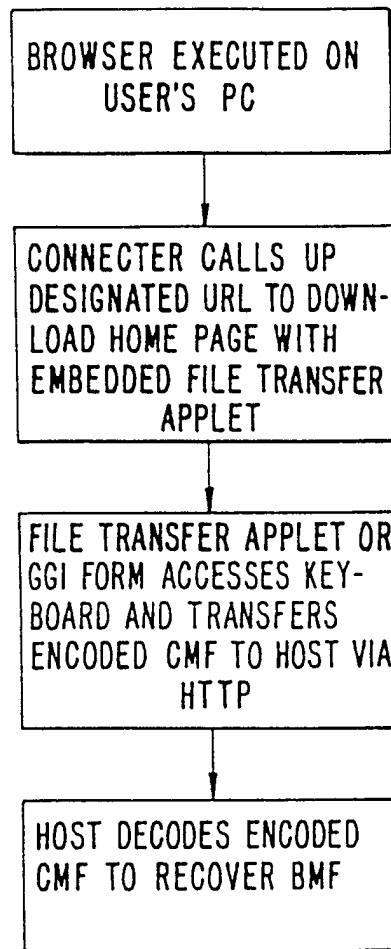 BROWSER EXECUTED ON
USER'S PC
CONNECTER CALLS UP
DESIGNATED URL TO DOWN-
LOAD HOME PAGE WITH
EMBEDDED FILE TRANSFER
APPLET
FILE TRANSFER APPLET OR
GGI FORM ACCESSES KEY-
BOARD AND TRANSFERS
ENCODED CMF TO HOST VIA
HTTP
HOST DECODES ENCODED
CMF TO RECOVER BMF